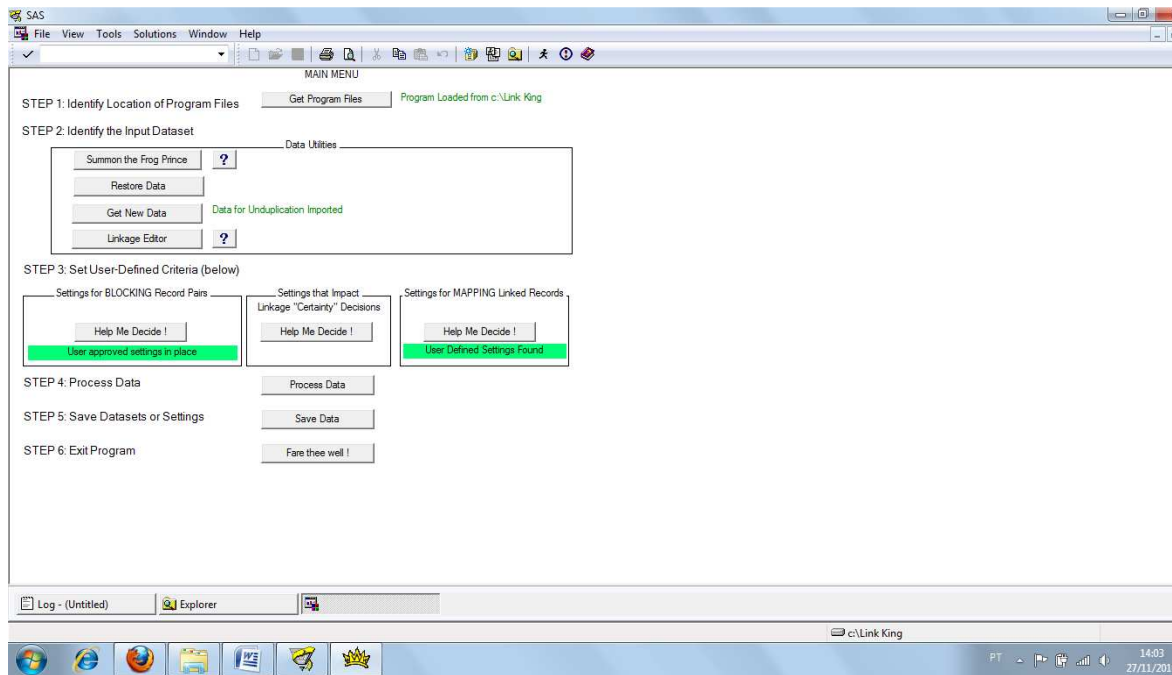 SAS
File View Tools Solutions Window Help
MAIN MENU
STEP 1: Identify Location of Program Files Get Program Files Program Loaded from c:\Link King
STEP 2: Identify the Input Dataset
Data Utilities
Summon the Frog Prince ?
Restore Data
Get New Data Data for Unduplication Imported
Linkage Editor ?
STEP 3: Set User-Defined Criteria (below)
Settings for BLOCKING Record Pairs Settings that Impact Settings for MAPPING Linked Records
Linkage "Certainty" Decisions
Help Me Decide ! Help Me Decide ! Help Me Decide !
User approved settings in place User Defined Settings Found
STEP 4: Process Data Process Data
STEP 5: Save Datasets or Settings Save Data
STEP 6: Exit Program Fare thee well !
Log - (Untitled) Explorer
c:\Link King
PT 14:03
27/11/201